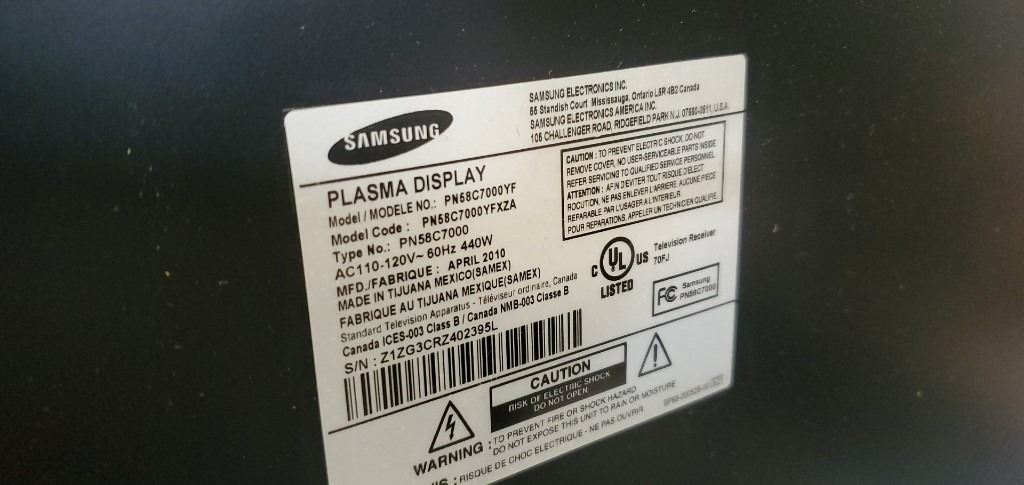 SAMSUNG
SAMSUNG ELECTRONICS INC.
55 Standish Court Mississauga, Ontario L5R 4B2 Canada
SAMSUNG ELECTRONICS AMERICA INC.
105 CHALLENGER ROAD, RIDGEFIELD PARK N.J. 07660-0511, U.S.A.
PLASMA DISPLAY
Model / MODELE NO.: PN58C7000YF
Model Code : PN58C7000YFXZA
Type No.: PN58C7000
AC110-120V~ 60Hz 440W
MFD./FABRIQUE : APRIL 2010
MADE IN TIJUANA MEXICO(SAMEX)
FABRIQUE AU TIJUANA MEXIQUE(SAMEX)
Standard Television Apparatus - Téléviseur ordinaire, Canada
Canada ICES-003 Class B / Canada NMB-003 Classe B
S/N : Z1ZG3CRZ402395L
CAUTION : TO PREVENT ELECTRIC SHOCK, DO NOT
REMOVE COVER, NO USER-SERVICEABLE PARTS INSIDE
REFER SERVICING TO QUALIFIED SERVICE PERSONNEL.
ATTENTION : AFIN D'EVITER TOUT RISQUE D'ELECT
ROCUTION, NE PAS ENLEVER L'ARRIERE, AUCUNE PIECE
REPARABLE PAR L'USAGER A L'INTERIEUR.
POUR REPARATIONS, APPELER UN TECHNICIEN QUALIFIE.
C UL US
LISTED
Television Receiver
70FJ
FC Samsung
PN58C7000
CAUTION
RISK OF ELECTRIC SHOCK
DO NOT OPEN
WARNING : TO PREVENT FIRE OR SHOCK HAZARD
DO NOT EXPOSE THIS UNIT TO RAIN OR MOISTURE
: RISQUE DE CHOC ELECTRIQUE - NE PAS OUVRIR